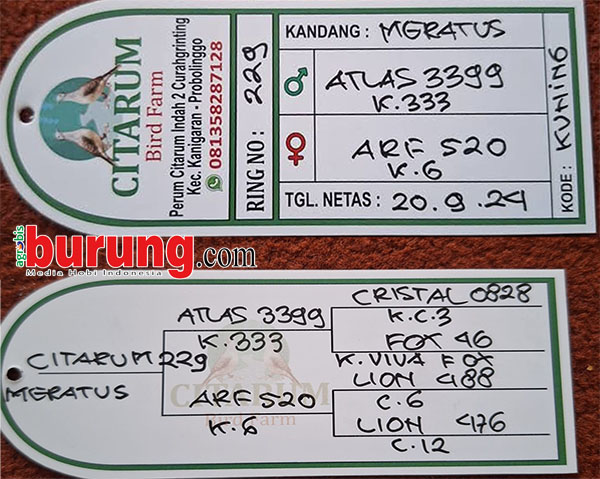 CITARUM
Bird Farm
Perum Citarum Indah 2 Curahgrinting
Kec. Kanigaran - Probolinggo
081358287128
RING NO : 229
KANDANG : MERATUS
♂ ATLAS 3399
K.333
♀ ARF 520
K.6
TGL. NETAS : 20.9.24
KODE : KUNING
agrobis
burung.com
Media Hobi Indonesia
CRISTAL 0828
ATLAS 3399
K.C.3
K.333
FOX 46
CITARUM 229
K.VIVA FOX
MERATUS
LION 488
ARF 520
C.6
K.6
LION 476
C.12
CITARUM
Bird Farm